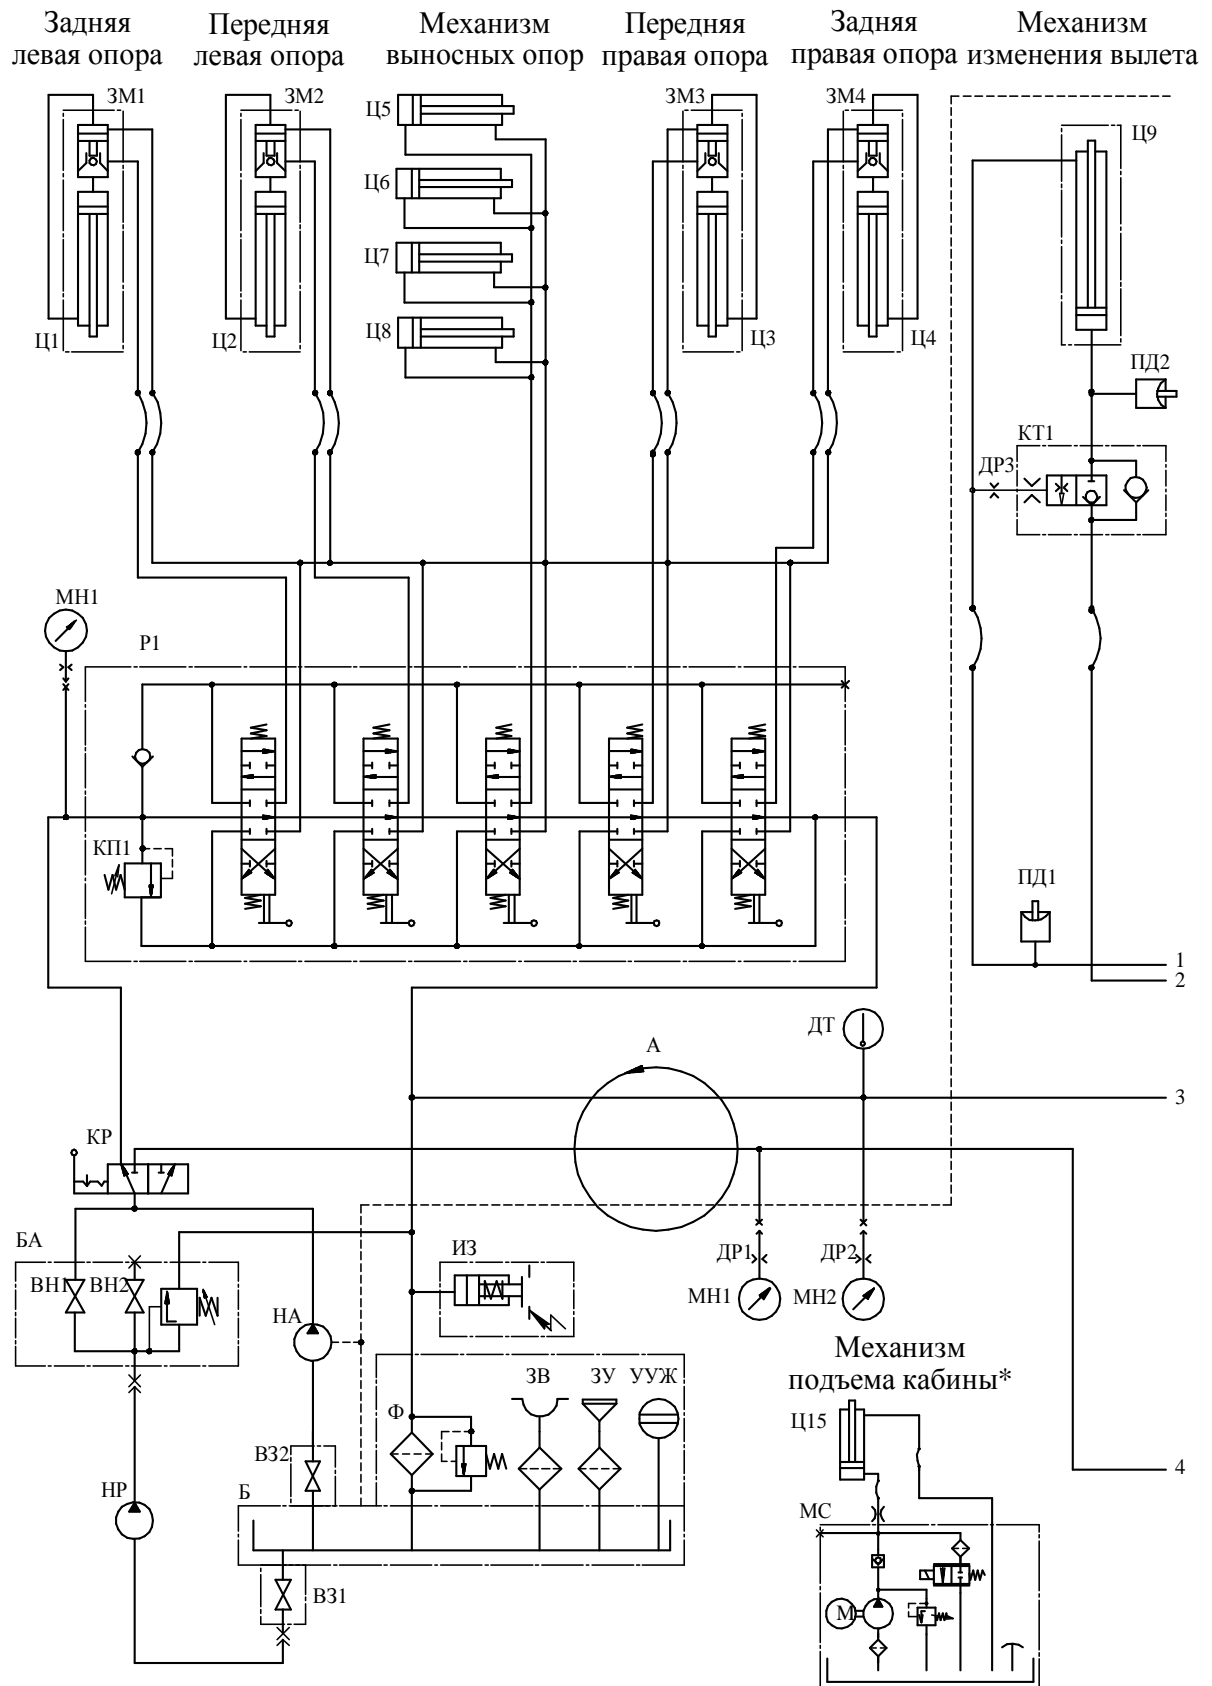 Задняя
левая опора
Передняя
левая опора
Механизм
выносных опор
Передняя
правая опора
Задняя
правая опора
Механизм
изменения вылета
ЗМ1
ЗМ2
Ц5
ЗМ3
ЗМ4
Ц9
Ц6
Ц7
Ц8
Ц1
Ц2
Ц3
Ц4
ПД2
КТ1
ДР3
МН1
Р1
КП1
ПД1
1
2
ДТ
А
3
КР
БА
ВН1
ВН2
ИЗ
ДР1
ДР2
МН1
МН2
НА
Механизм
подъема кабины*
ЗВ
ЗУ
УУЖ
Ф
Ц15
ВЗ2
4
НР
Б
МС
ВЗ1
М